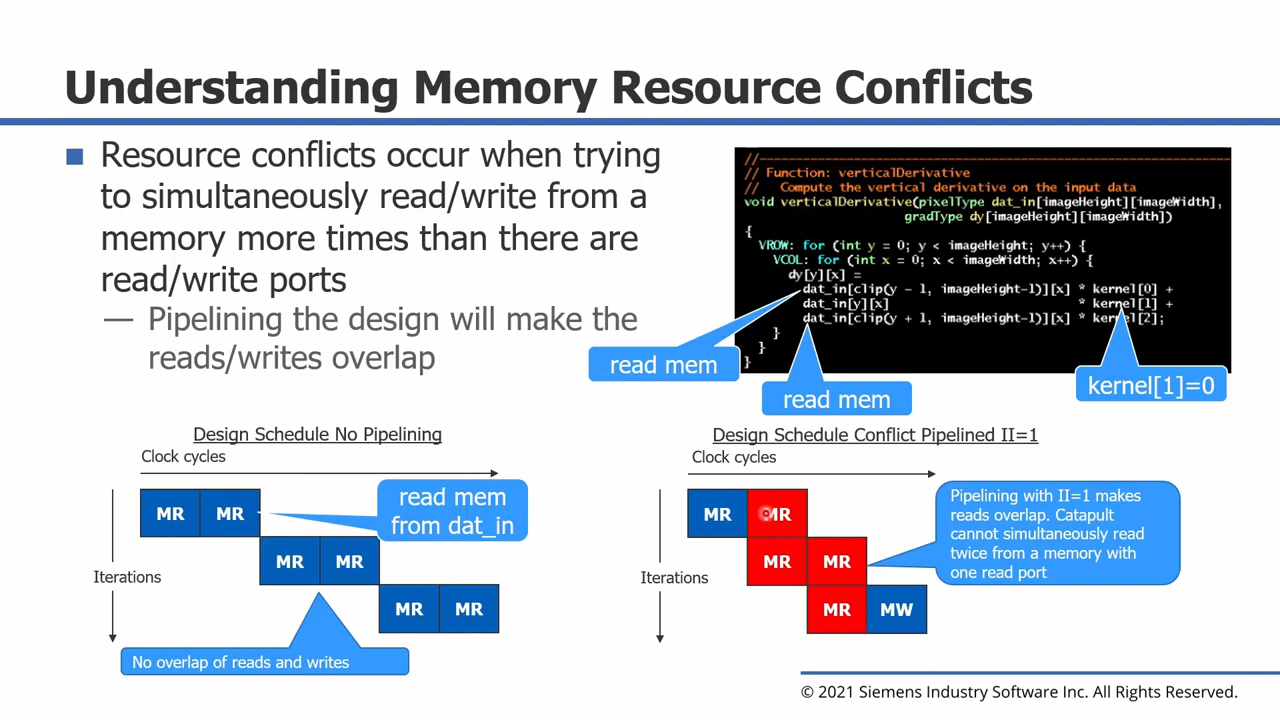 Understanding Memory Resource Conflicts
Resource conflicts occur when trying
to simultaneously read/write from a
memory more times than there are
read/write ports
— Pipelining the design will make the
reads/writes overlap
//----------------------------------------------------------------
// Function: verticalDerivative
//   Compute the vertical derivative on the input data
void verticalDerivative(pixelType dat_in[imageHeight][imageWidth],
gradType dy[imageHeight][imageWidth])
{
VROW: for (int y = 0; y < imageHeight; y++) {
VCOL: for (int x = 0; x < imageWidth; x++) {
dy[y][x] =
dat_in[clip(y - 1, imageHeight-1)][x] * kernel[0] +
dat_in[y][x] * kernel[1] +
dat_in[clip(y + 1, imageHeight-1)][x] * kernel[2];
}
}
}
read mem
read mem
kernel[1]=0
Design Schedule No Pipelining
Clock cycles
read mem
from dat_in
MR MR
MR MR
Iterations
MR MR
No overlap of reads and writes
Design Schedule Conflict Pipelined II=1
Clock cycles
MR MR
MR MR
Iterations
MR MW
Pipelining with II=1 makes
reads overlap. Catapult
cannot simultaneously read
twice from a memory with
one read port
© 2021 Siemens Industry Software Inc. All Rights Reserved.